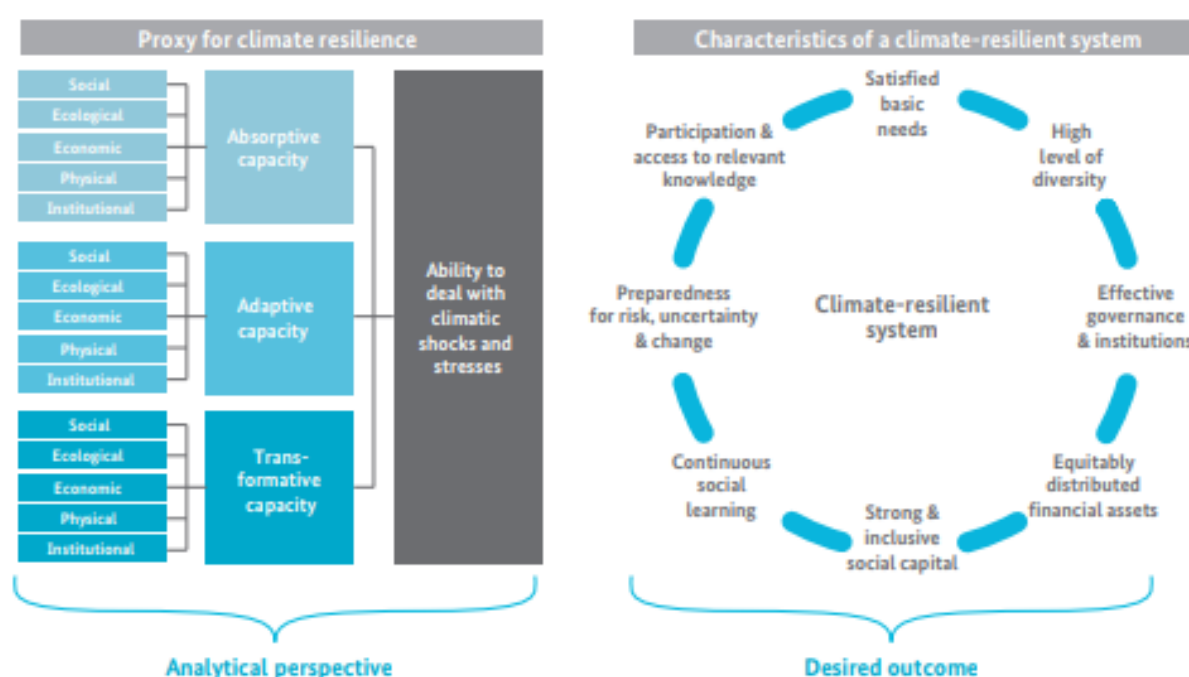 Proxy for climate resilience
Social
Ecological
Economic
Physical
Institutional
Absorptive
capacity
Social
Ecological
Economic
Physical
Institutional
Adaptive
capacity
Social
Ecological
Economic
Physical
Institutional
Trans-
formative
capacity
Ability to
deal with
climatic
shocks and
stresses
Analytical perspective
Characteristics of a climate-resilient system
Satisfied
basic
needs
High
level of
diversity
Effective
governance
& institutions
Equitably
distributed
financial assets
Strong &
inclusive
social capital
Continuous
social
learning
Preparedness
for risk, uncertainty
& change
Participation &
access to relevant
knowledge
Climate-resilient
system
Desired outcome